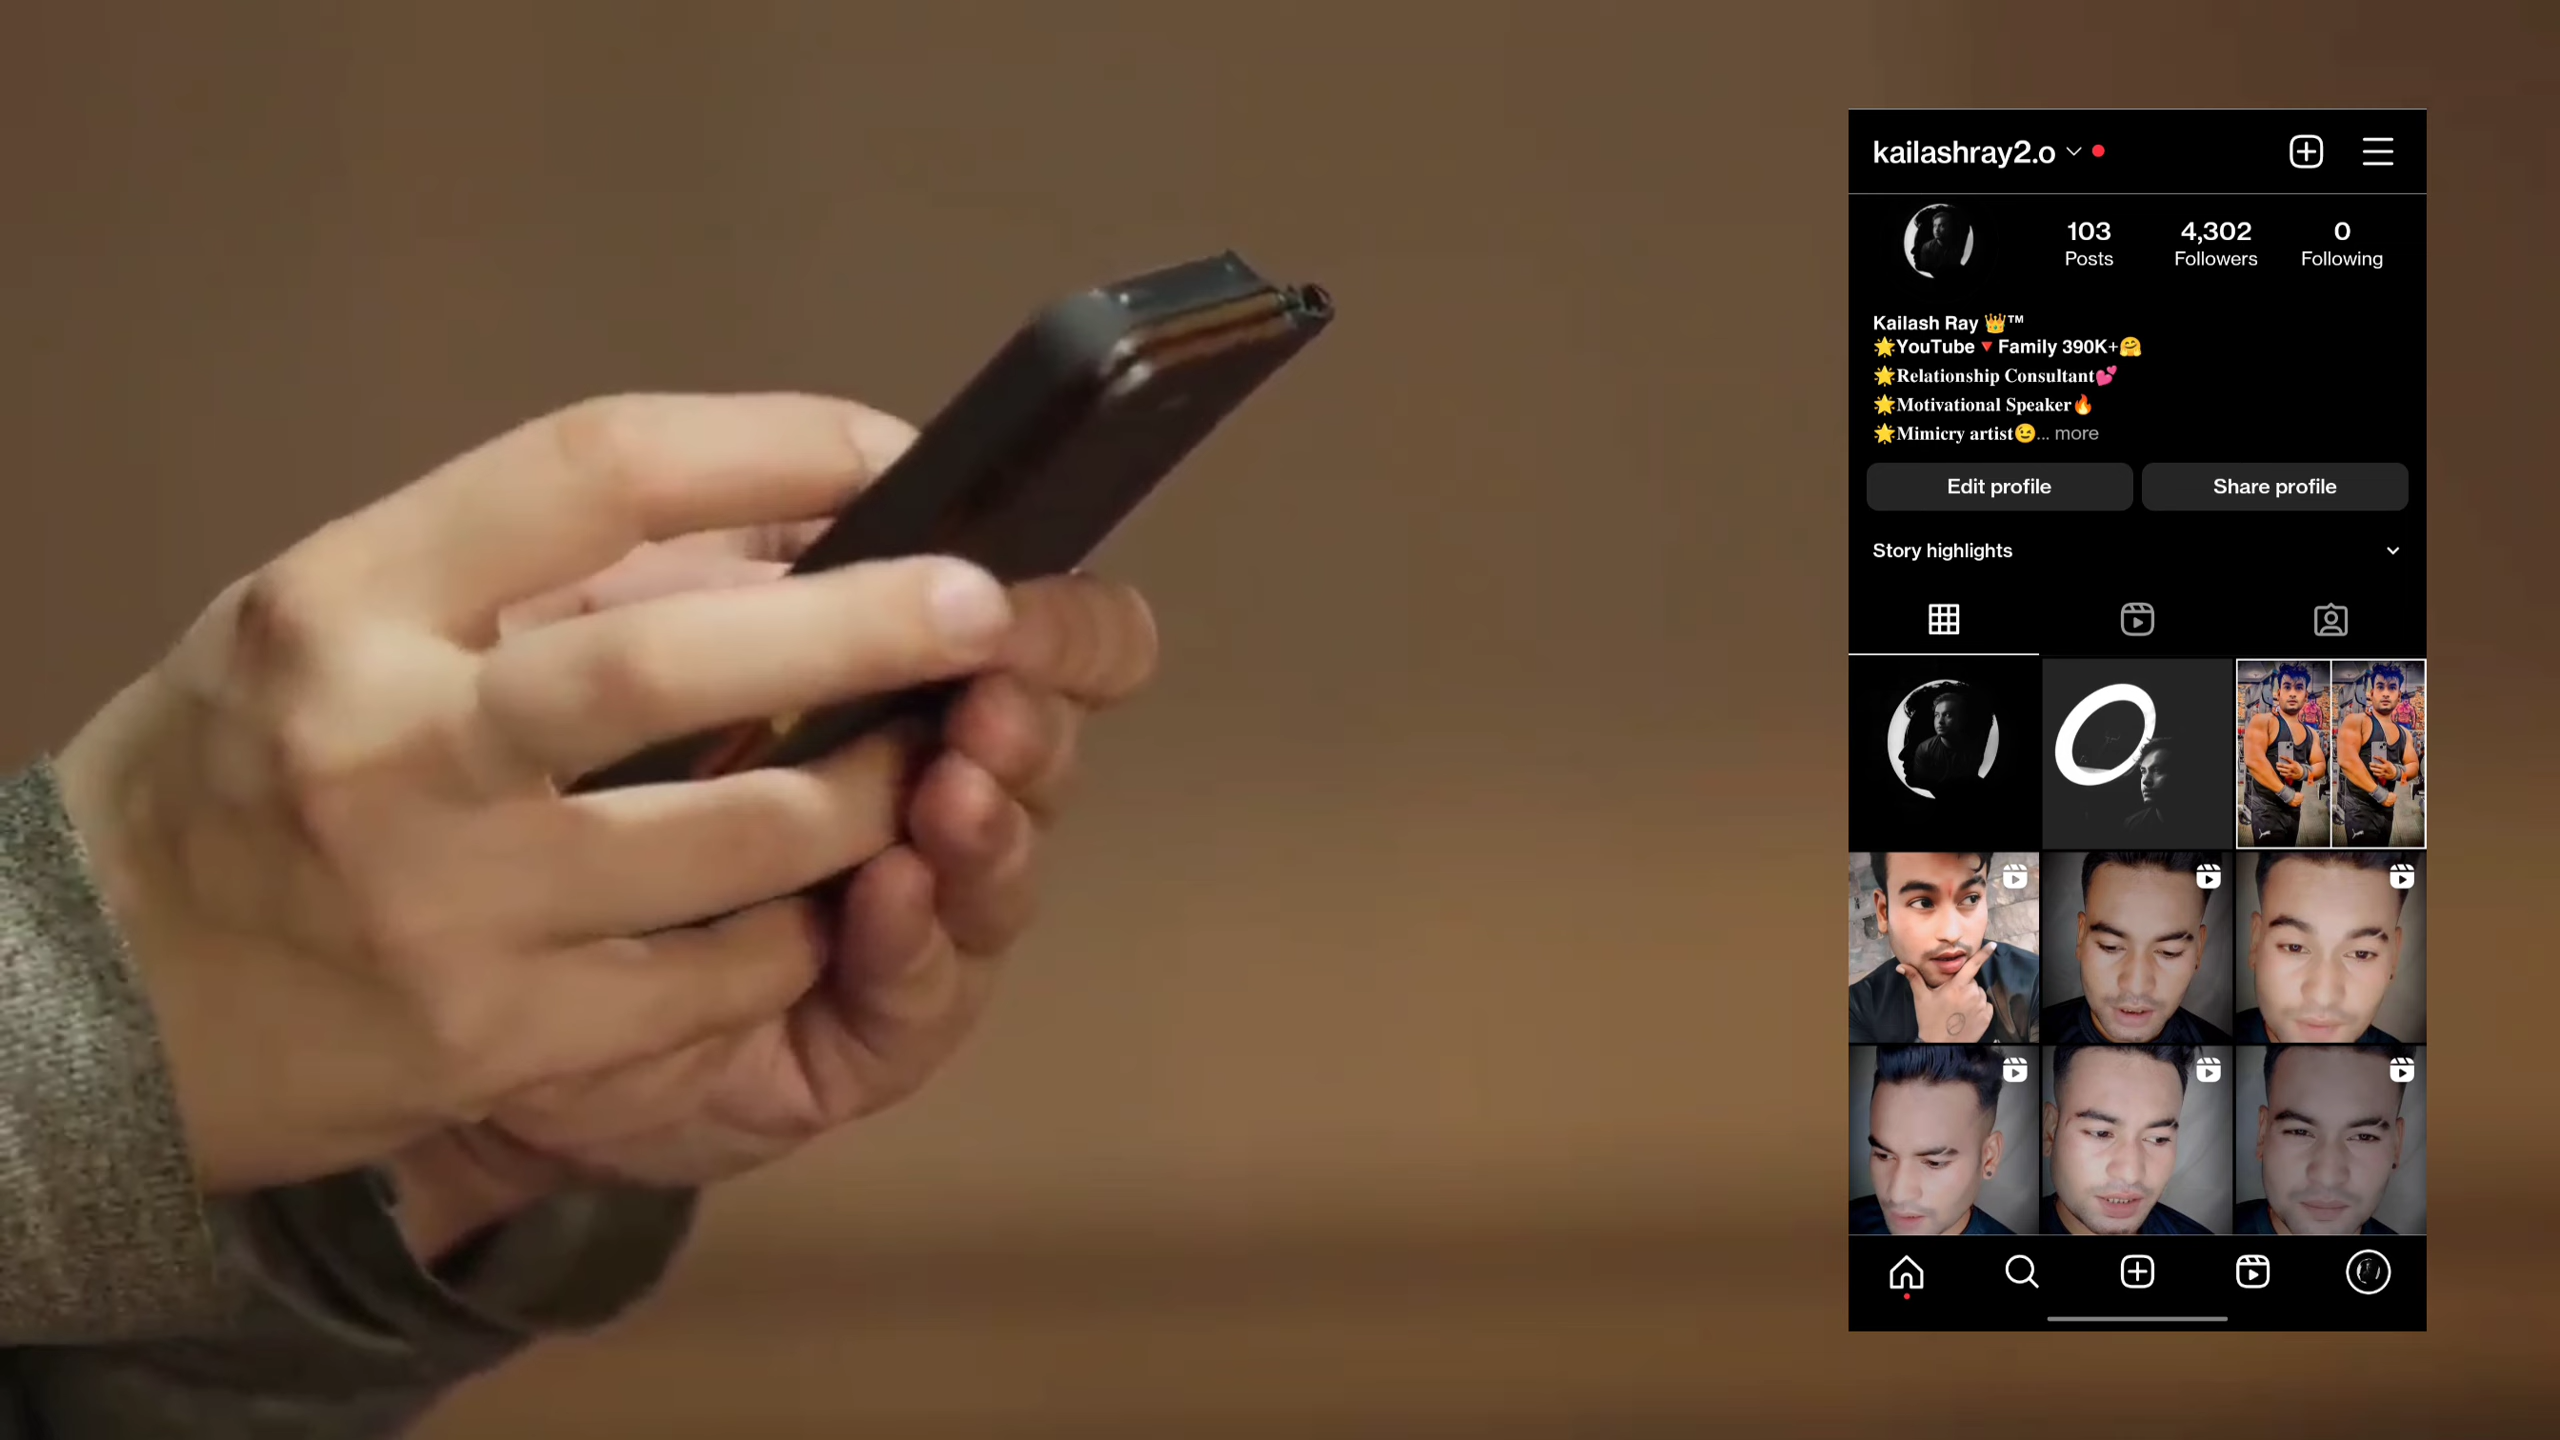 kailashray2.o
103 4,302 0
Posts Followers Following
Kailash Ray 👑™
🌟YouTube🔻Family 390K+🤗
🌟Relationship Consultant💕
🌟Motivational Speaker🔥
🌟Mimicry artist😉... more
Edit profile Share profile
Story highlights